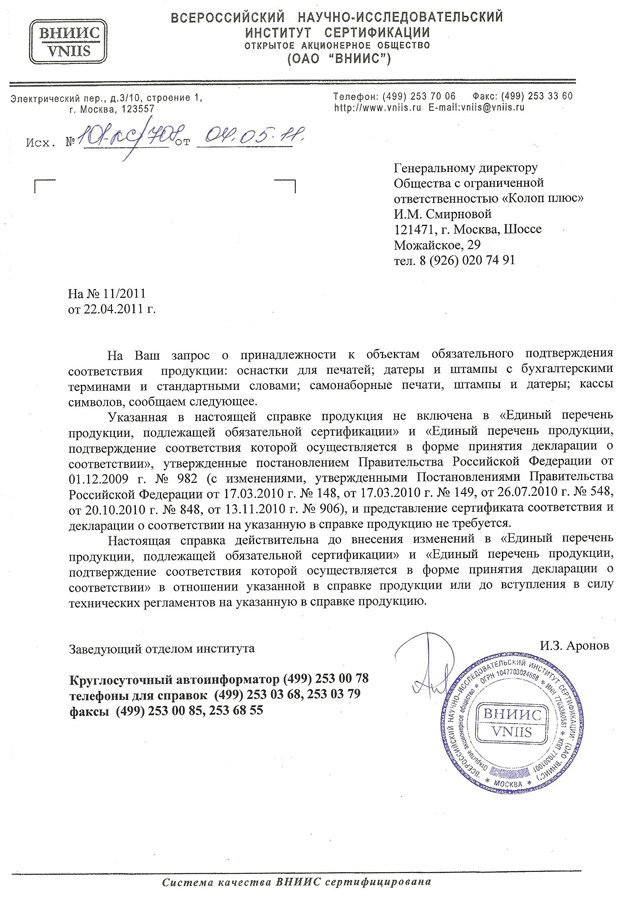 ВНИИС
VNIIS
ВСЕРОССИЙСКИЙ НАУЧНО-ИССЛЕДОВАТЕЛЬСКИЙ
ИНСТИТУТ СЕРТИФИКАЦИИ
ОТКРЫТОЕ АКЦИОНЕРНОЕ ОБЩЕСТВО
(ОАО "ВНИИС")
Электрический пер., д.3/10, строение 1,
г. Москва, 123557
Телефон: (499) 253 70 06 Факс: (499) 253 33 60
http://www.vniis.ru E-mail:vniis@vniis.ru
Исх. № 101-КС/701 от 04.05.11.
Генеральному директору
Общества с ограниченной
ответственностью «Колоп плюс»
И.М. Смирновой
121471, г. Москва, Шоссе
Можайское, 29
тел. 8 (926) 020 74 91
На № 11/2011
от 22.04.2011 г.
На Ваш запрос о принадлежности к объектам обязательного подтверждения
соответствия продукции: оснастки для печатей; датеры и штампы с бухгалтерскими
терминами и стандартными словами; самонаборные печати, штампы и датеры; кассы
символов, сообщаем следующее.
Указанная в настоящей справке продукция не включена в «Единый перечень
продукции, подлежащей обязательной сертификации» и «Единый перечень продукции,
подтверждение соответствия которой осуществляется в форме принятия декларации о
соответствии», утвержденные постановлением Правительства Российской Федерации от
01.12.2009 г. № 982 (с изменениями, утвержденными Постановлениями Правительства
Российской Федерации от 17.03.2010 г. № 148, от 17.03.2010 г. № 149, от 26.07.2010 г. № 548,
от 20.10.2010 г. № 848, от 13.11.2010 г. № 906), и представление сертификата соответствия и
декларации о соответствии на указанную в справке продукцию не требуется.
Настоящая справка действительна до внесения изменений в «Единый перечень
продукции, подлежащей обязательной сертификации» и «Единый перечень продукции,
подтверждение соответствия которой осуществляется в форме принятия декларации о
соответствии» в отношении указанной в справке продукции или до вступления в силу
технических регламентов на указанную в справке продукцию.
Заведующий отделом института
И.З. Аронов
Круглосуточный автоинформатор (499) 253 00 78
телефоны для справок (499) 253 03 68, 253 03 79
факсы (499) 253 00 85, 253 68 55
ВСЕРОССИЙСКИЙ НАУЧНО-ИССЛЕДОВАТЕЛЬСКИЙ ИНСТИТУТ СЕРТИФИКАЦИИ (ОАО "ВНИИС")
Открытое акционерное общество * ОГРН 1047703024868 *
ВНИИС
VNIIS
* МОСКВА *
Система качества ВНИИС сертифицирована